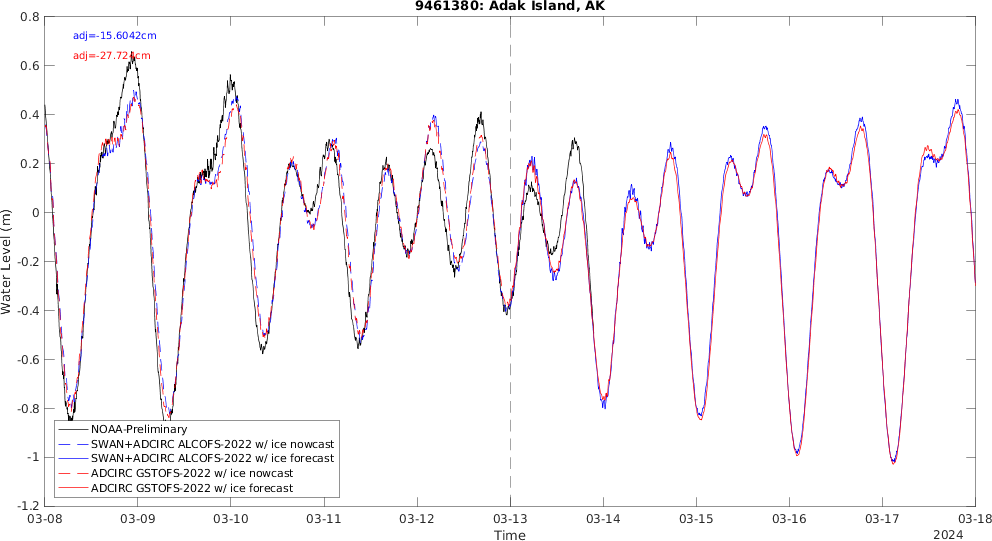 9461380: Adak Island, AK
0.8
adj=-15.6042cm
adj=-27.724cm
0.6
0.4
0.2
0
-0.2
-0.4
-0.6
-0.8
-1
-1.2
Water Level (m)
NOAA-Preliminary
SWAN+ADCIRC ALCOFS-2022 w/ ice nowcast
SWAN+ADCIRC ALCOFS-2022 w/ ice forecast
ADCIRC GSTOFS-2022 w/ ice nowcast
ADCIRC GSTOFS-2022 w/ ice forecast
03-08 03-09 03-10 03-11 03-12 03-13 03-14 03-15 03-16 03-17 03-18
Time
2024